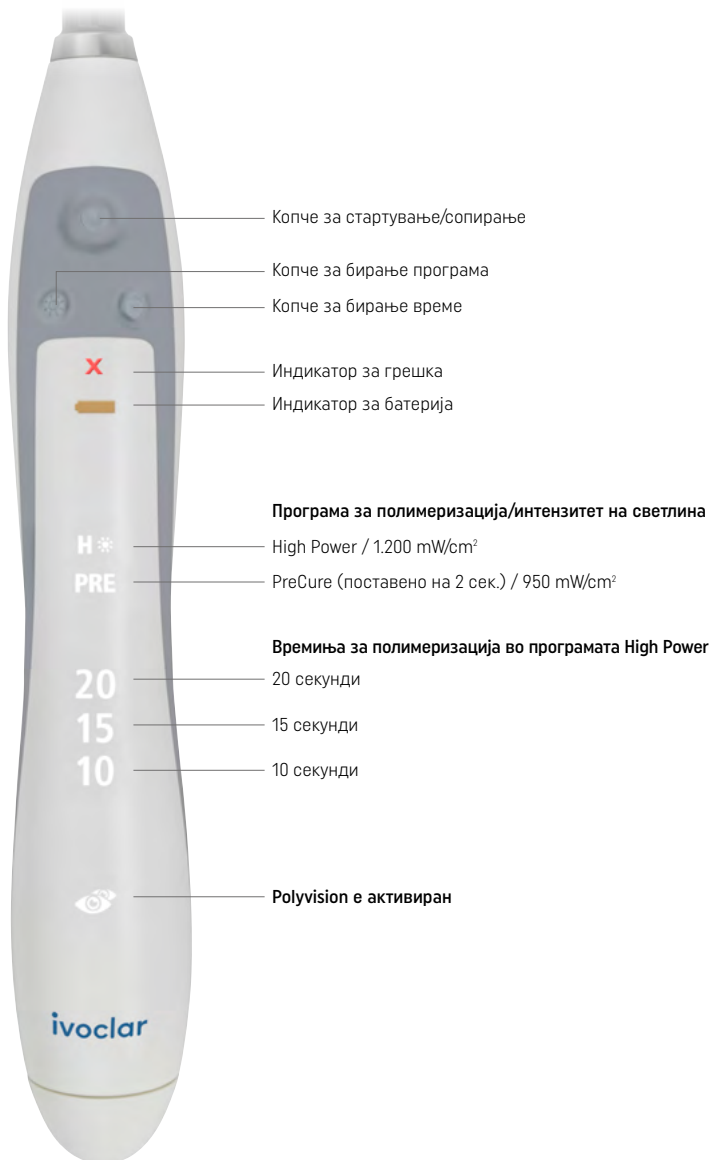 Копче за стартување/сопирање
Копче за бирање програма
Копче за бирање време
X
Индикатор за грешка
Индикатор за батерија
Програма за полимеризација/интензитет на светлина
H
High Power / 1.200 mW/cm²
PRE
PreCure (поставено на 2 сек.) / 950 mW/cm²
Времиња за полимеризација во програмата High Power
20
20 секунди
15
15 секунди
10
10 секунди
Polyvision е активиран
ivoclar